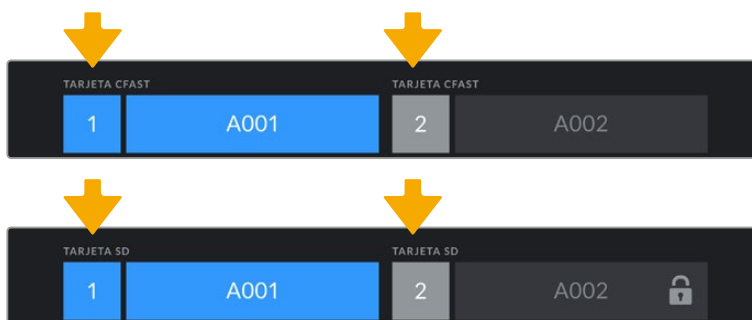 TARJETA CFAST TARJETA CFAST
1 A001 2 A002
TARJETA SD TARJETA SD
1 A001 2 A002